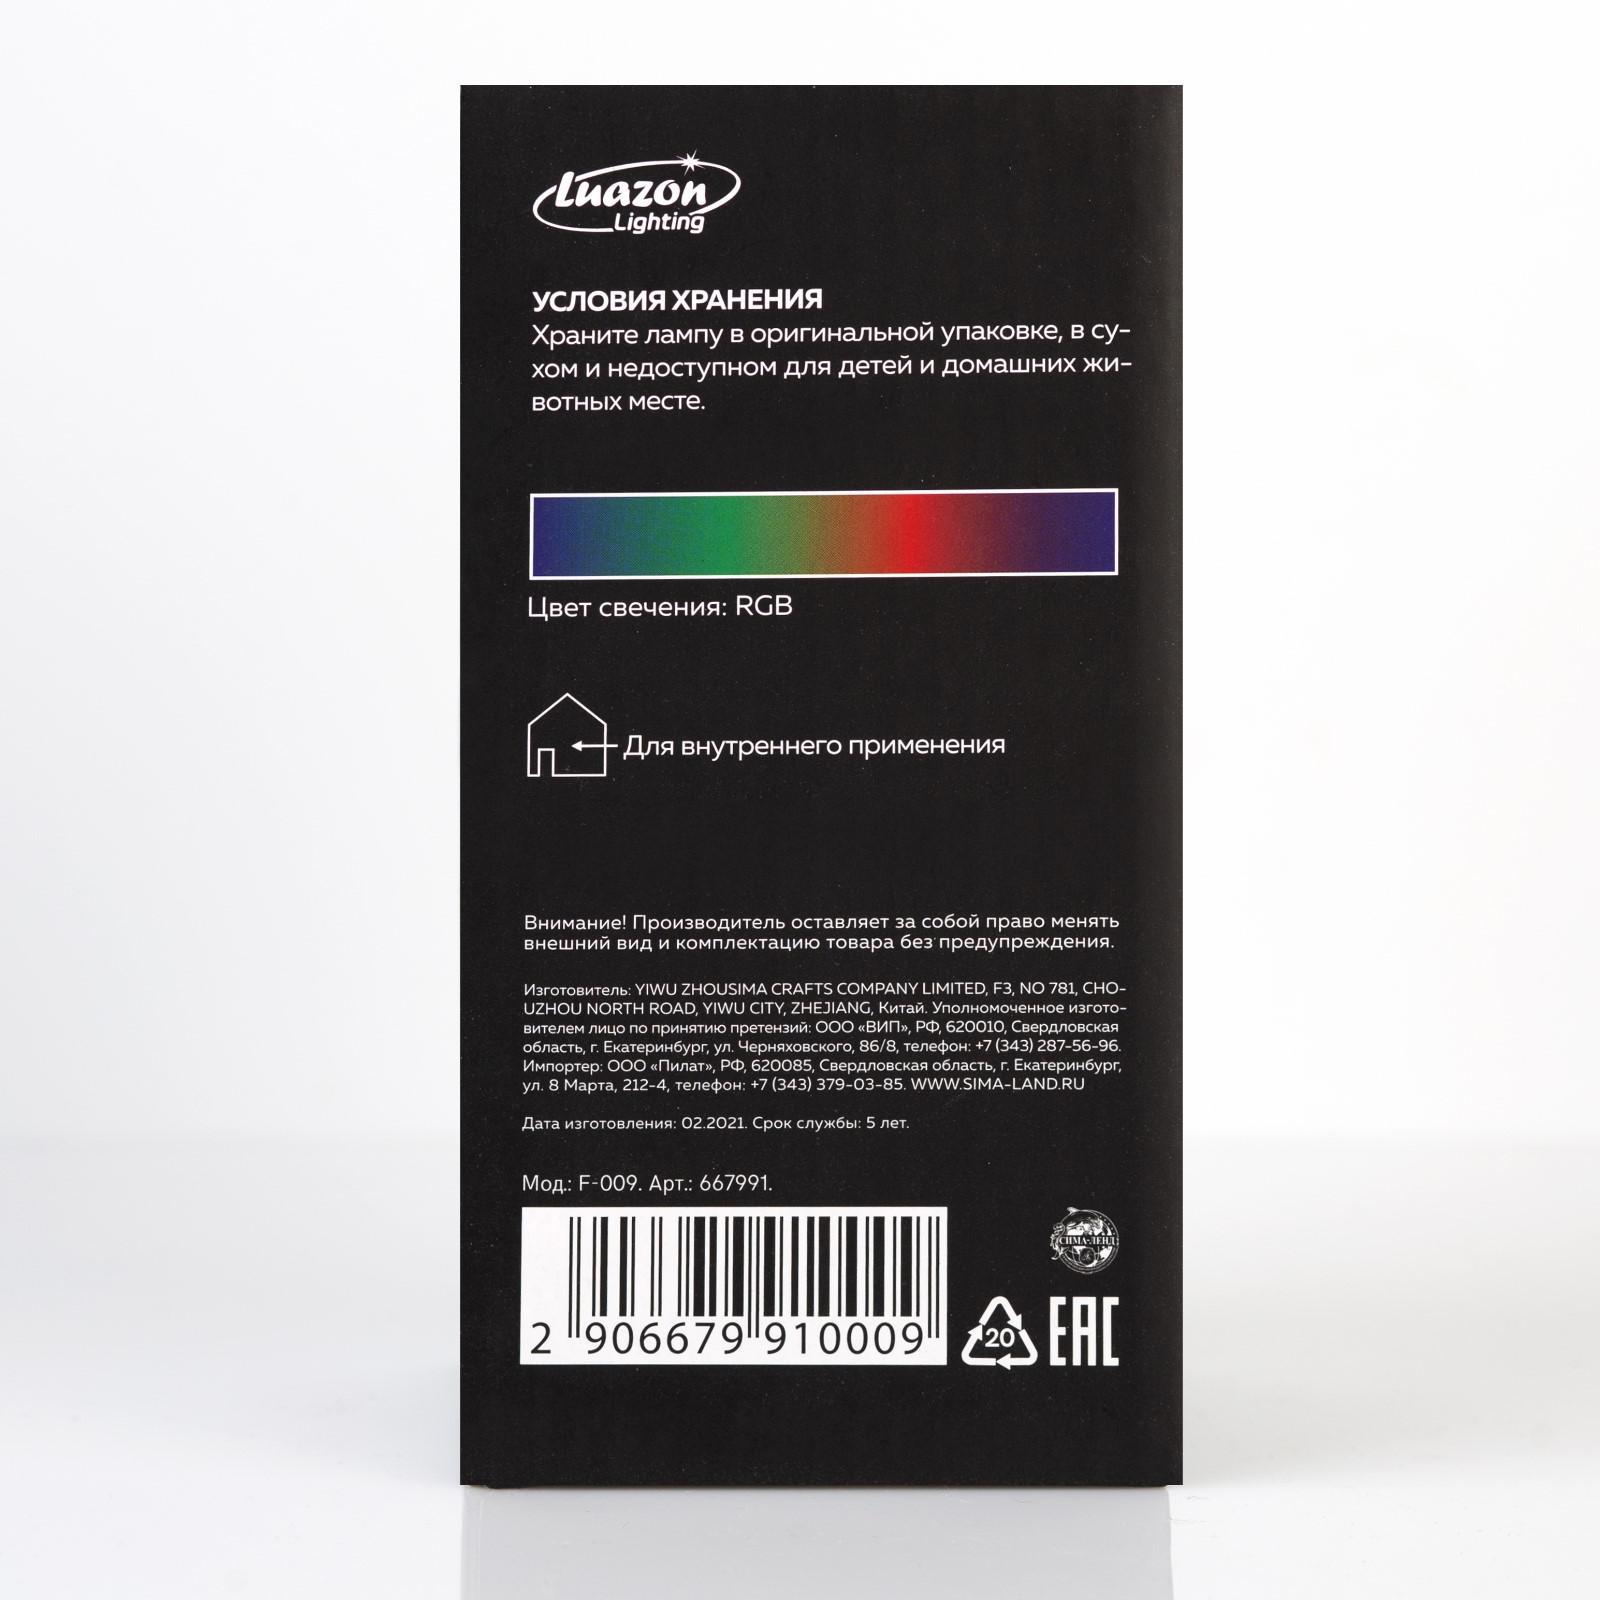 Luazon
Lighting
УСЛОВИЯ ХРАНЕНИЯ
Храните лампу в оригинальной упаковке, в су-
хом и недоступном для детей и домашних жи-
вотных месте.
Цвет свечения: RGB
Для внутреннего применения
Внимание! Производитель оставляет за собой право менять
внешний вид и комплектацию товара без предупреждения.
Изготовитель: YIWU ZHOUSIMA CRAFTS COMPANY LIMITED, F3, NO 781, CHO-
UZHOU NORTH ROAD, YIWU CITY, ZHEJIANG, Китай. Уполномоченное изгото-
вителем лицо по принятию претензий: ООО «ВИП», РФ, 620010, Свердловская
область, г. Екатеринбург, ул. Черняховского, 86/8, телефон: +7 (343) 287-56-96.
Импортер: ООО «Пилат», РФ, 620085, Свердловская область, г. Екатеринбург,
ул. 8 Марта, 212-4, телефон: +7 (343) 379-03-85. WWW.SIMA-LAND.RU
Дата изготовления: 02.2021. Срок службы: 5 лет.
Мод.: F-009. Арт.: 667991.
СИМА-ЛЕНД
2 906679 910009
20
EAC